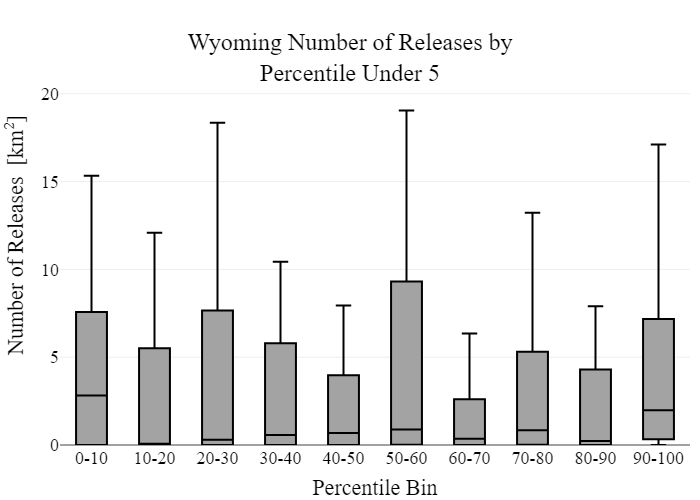 Wyoming Number of Releases by
Percentile Under 5
Number of Releases [km²]
20
15
10
5
0
0-10 10-20 20-30 30-40 40-50 50-60 60-70 70-80 80-90 90-100
Percentile Bin